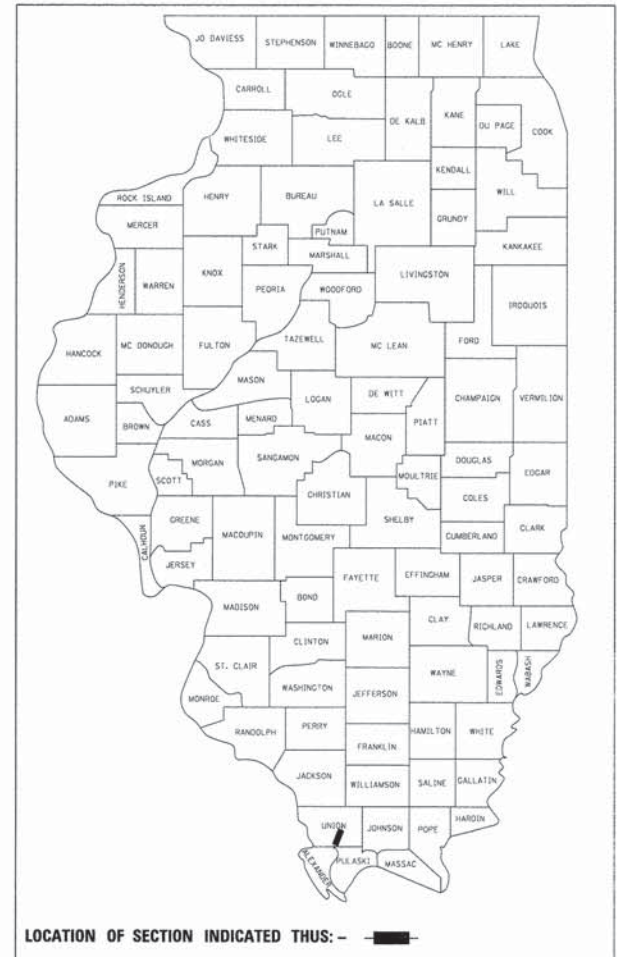 JO DAVIESS STEPHENSON WINNEBAGO BOONE MC HENRY LAKE
CARROLL OGLE DE KALB KANE DU PAGE COOK
WHITESIDE LEE KENDALL WILL
ROCK ISLAND HENRY BUREAU LA SALLE GRUNDY
MERCER PUTNAM KANKAKEE
STARK MARSHALL
HENDERSON WARREN KNOX PEORIA WOODFORD LIVINGSTON IROQUOIS
HANCOCK MC DONOUGH FULTON TAZEWELL MC LEAN FORD
SCHUYLER MASON LOGAN DE WITT CHAMPAIGN VERMILION
ADAMS BROWN CASS MENARD MACON PIATT
PIKE SCOTT MORGAN SANGAMON CHRISTIAN MOULTRIE DOUGLAS EDGAR
COLES
CALHOUN GREENE MACOUPIN MONTGOMERY SHELBY CUMBERLAND CLARK
JERSEY FAYETTE EFFINGHAM JASPER CRAWFORD
MADISON BOND CLAY RICHLAND LAWRENCE
CLINTON MARION
ST. CLAIR WAYNE EDWARDS WABASH
MONROE WASHINGTON JEFFERSON
RANDOLPH PERRY HAMILTON WHITE
FRANKLIN
JACKSON WILLIAMSON SALINE GALLATIN
UNION JOHNSON POPE HARDIN
ALEXANDER PULASKI MASSAC
LOCATION OF SECTION INDICATED THUS: -